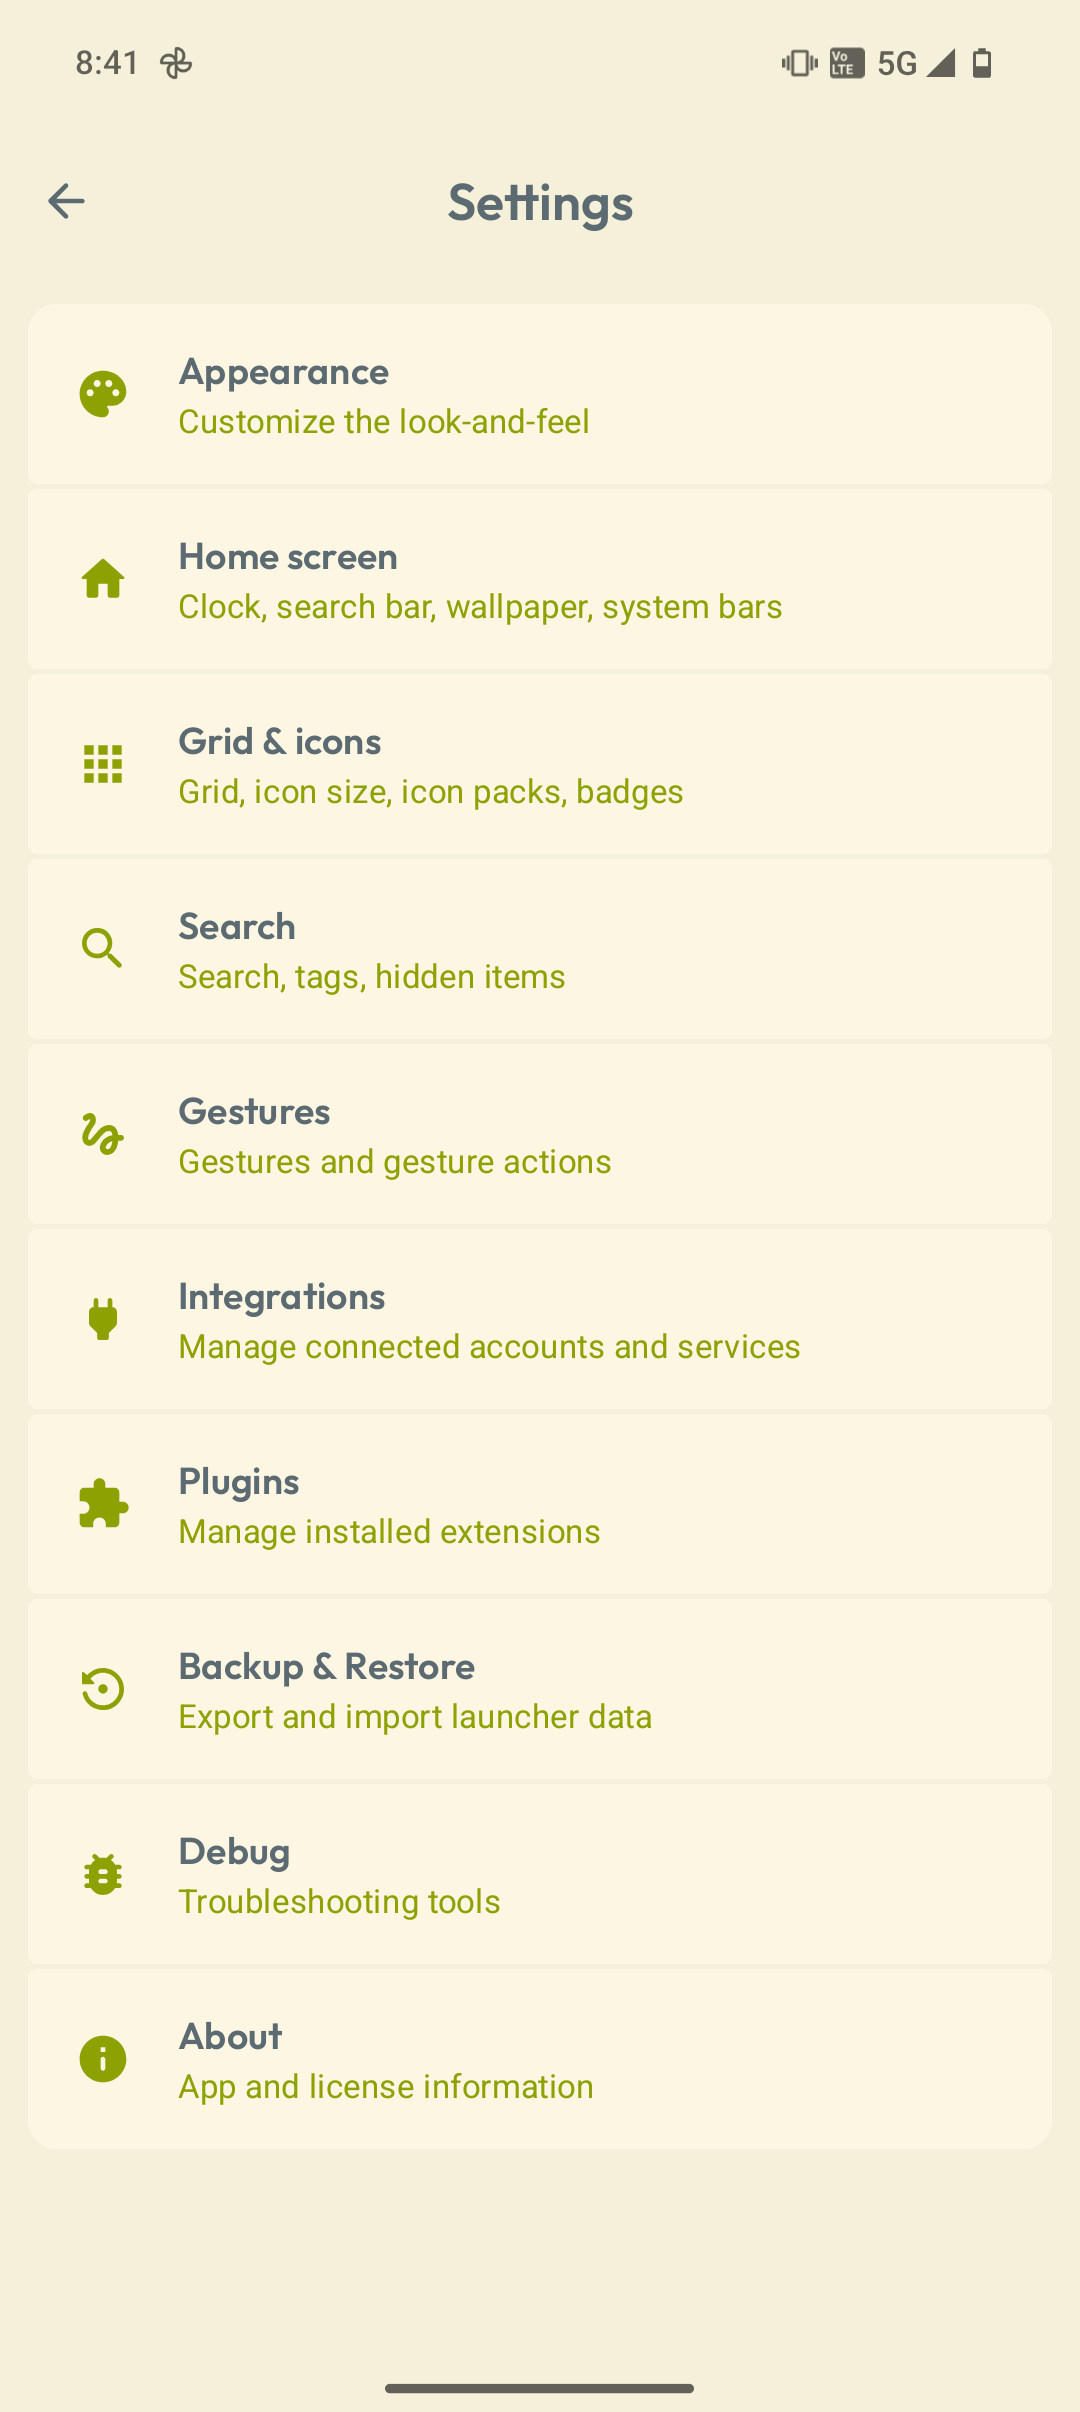 8:41
Vo LTE 5G
Settings
Appearance
Customize the look-and-feel
Home screen
Clock, search bar, wallpaper, system bars
Grid & icons
Grid, icon size, icon packs, badges
Search
Search, tags, hidden items
Gestures
Gestures and gesture actions
Integrations
Manage connected accounts and services
Plugins
Manage installed extensions
Backup & Restore
Export and import launcher data
Debug
Troubleshooting tools
About
App and license information